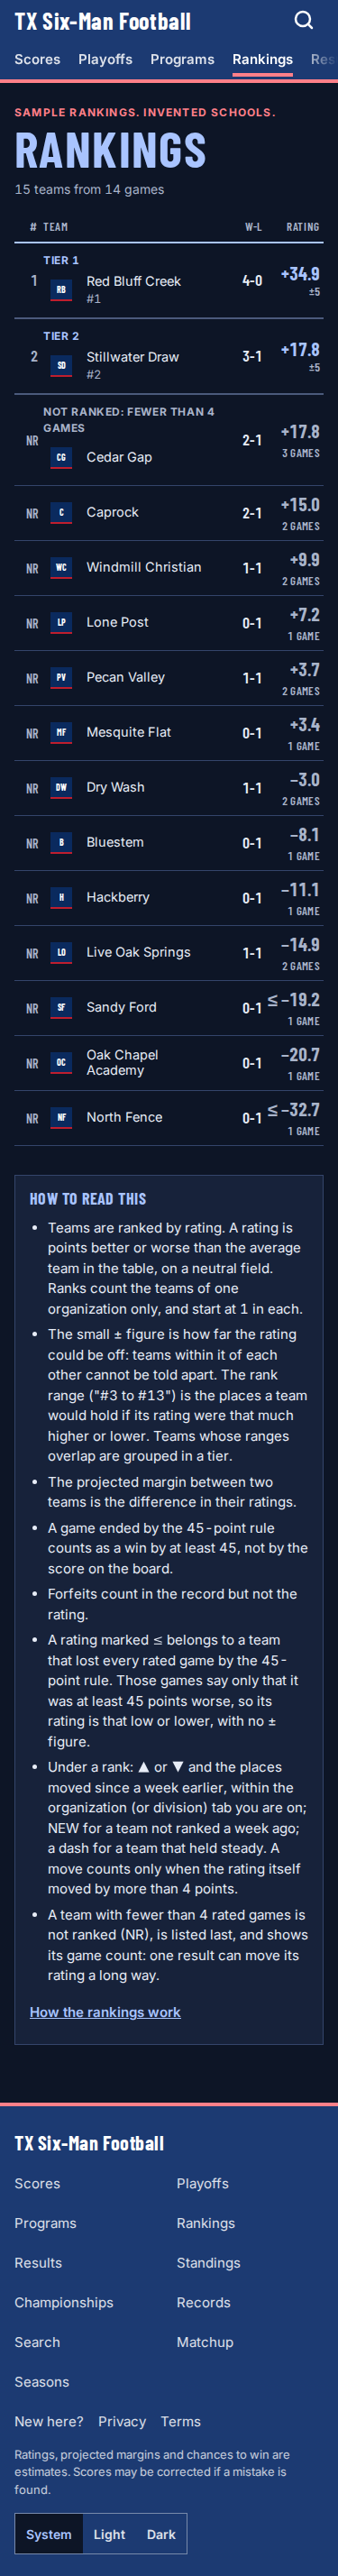 TX Six-Man Football
Scores Playoffs Programs Rankings Res
SAMPLE RANKINGS. INVENTED SCHOOLS.
RANKINGS
15 teams from 14 games
# TEAM W-L RATING
TIER 1
1 RB Red Bluff Creek 4-0 +34.9
#1 ±5
TIER 2
2 SD Stillwater Draw 3-1 +17.8
#2 ±5
NOT RANKED: FEWER THAN 4
GAMES
NR CG Cedar Gap 2-1 +17.8
3 GAMES
NR C Caprock 2-1 +15.0
2 GAMES
NR WC Windmill Christian 1-1 +9.9
2 GAMES
NR LP Lone Post 0-1 +7.2
1 GAME
NR PV Pecan Valley 1-1 +3.7
2 GAMES
NR MF Mesquite Flat 0-1 +3.4
1 GAME
NR DW Dry Wash 1-1 −3.0
2 GAMES
NR B Bluestem 0-1 −8.1
1 GAME
NR H Hackberry 0-1 −11.1
1 GAME
NR LO Live Oak Springs 1-1 −14.9
2 GAMES
NR SF Sandy Ford 0-1 ≤ −19.2
1 GAME
NR OC Oak Chapel
Academy 0-1 −20.7
1 GAME
NR NF North Fence 0-1 ≤ −32.7
1 GAME
HOW TO READ THIS
• Teams are ranked by rating. A rating is
points better or worse than the average
team in the table, on a neutral field.
Ranks count the teams of one
organization only, and start at 1 in each.
• The small ± figure is how far the rating
could be off: teams within it of each
other cannot be told apart. The rank
range ("#3 to #13") is the places a team
would hold if its rating were that much
higher or lower. Teams whose ranges
overlap are grouped in a tier.
• The projected margin between two
teams is the difference in their ratings.
• A game ended by the 45-point rule
counts as a win by at least 45, not by the
score on the board.
• Forfeits count in the record but not the
rating.
• A rating marked ≤ belongs to a team
that lost every rated game by the 45-
point rule. Those games say only that it
was at least 45 points worse, so its
rating is that low or lower, with no ±
figure.
• Under a rank: ▲ or ▼ and the places
moved since a week earlier, within the
organization (or division) tab you are on;
NEW for a team not ranked a week ago;
a dash for a team that held steady. A
move counts only when the rating itself
moved by more than 4 points.
• A team with fewer than 4 rated games is
not ranked (NR), is listed last, and shows
its game count: one result can move its
rating a long way.
How the rankings work
TX Six-Man Football
Scores Playoffs
Programs Rankings
Results Standings
Championships Records
Search Matchup
Seasons
New here? Privacy Terms
Ratings, projected margins and chances to win are
estimates. Scores may be corrected if a mistake is
found.
System Light Dark